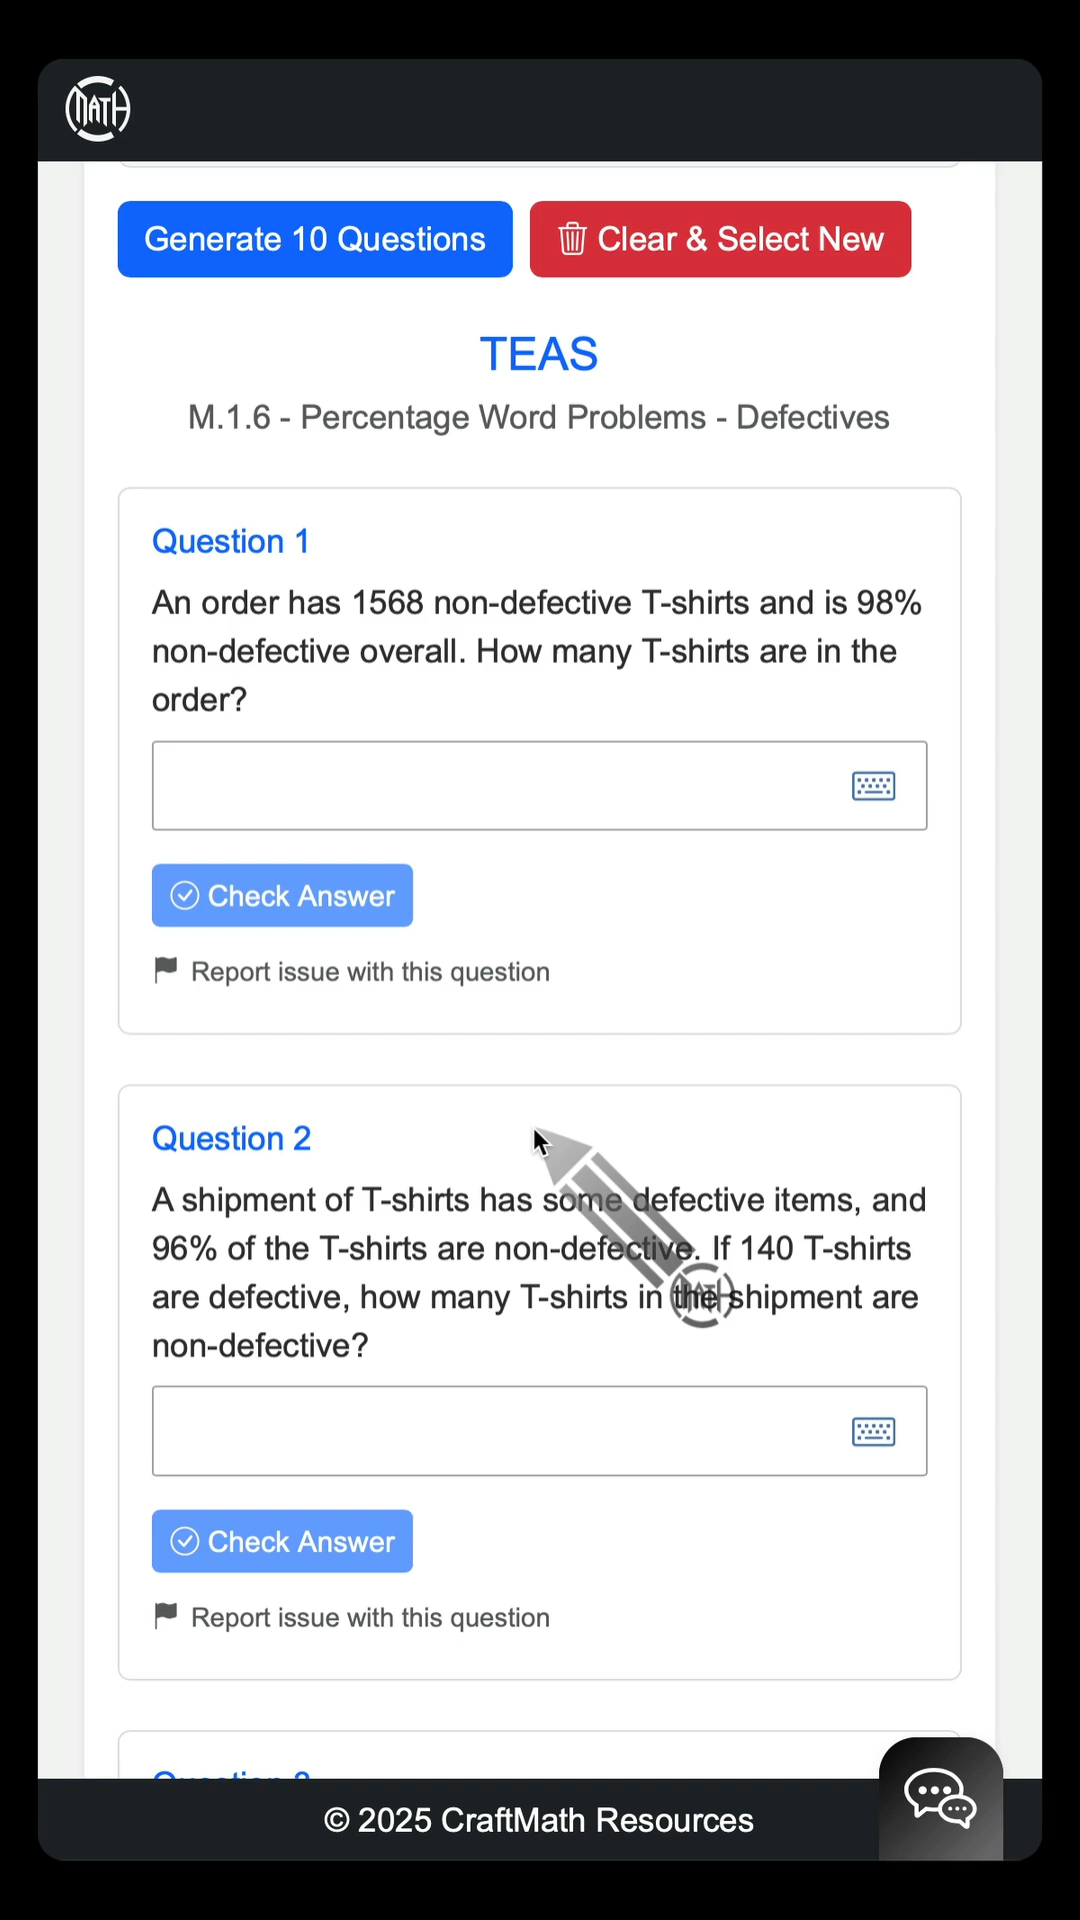 MATH
Generate 10 Questions
Clear & Select New
TEAS
M.1.6 - Percentage Word Problems - Defectives
Question 1
An order has 1568 non-defective T-shirts and is 98%
non-defective overall. How many T-shirts are in the
order?
Check Answer
Report issue with this question
Question 2
A shipment of T-shirts has some defective items, and
96% of the T-shirts are non-defective. If 140 T-shirts
are defective, how many T-shirts in the shipment are
non-defective?
MATH
Check Answer
Report issue with this question
© 2025 CraftMath Resources